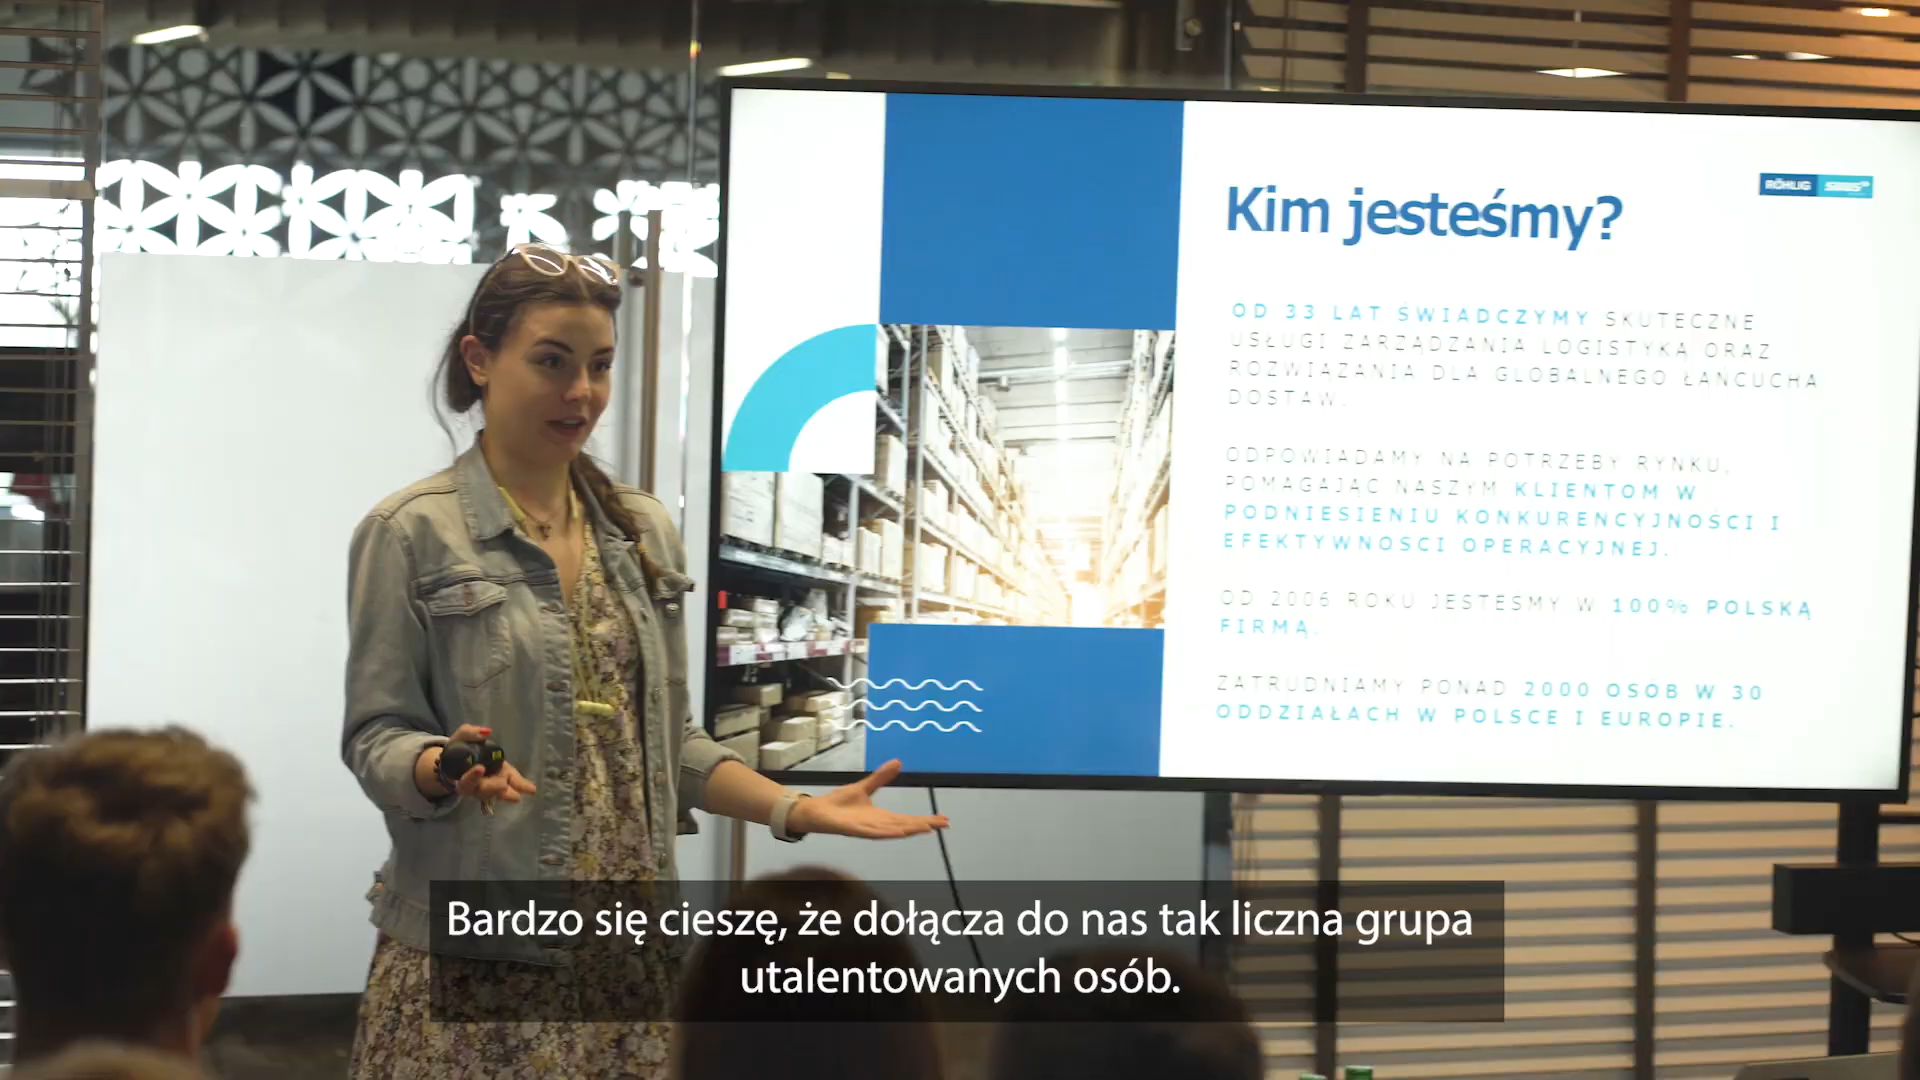 RÖHLIG SUUS
Kim jesteśmy?
OD 33 LAT ŚWIADCZYMY SKUTECZNE
USŁUGI ZARZĄDZANIA LOGISTYKĄ ORAZ
ROZWIĄZANIA DLA GLOBALNEGO ŁAŃCUCHA
DOSTAW.
ODPOWIADAMY NA POTRZEBY RYNKU,
POMAGAJĄC NASZYM KLIENTOM W
PODNIESIENIU KONKURENCYJNOŚCI I
EFEKTYWNOŚCI OPERACYJNEJ.
OD 2006 ROKU JESTEŚMY W 100% POLSKĄ
FIRMĄ.
ZATRUDNIAMY PONAD 2000 OSÓB W 30
ODDZIAŁACH W POLSCE I EUROPIE.
Bardzo się cieszę, że dołącza do nas tak liczna grupa
utalentowanych osób.